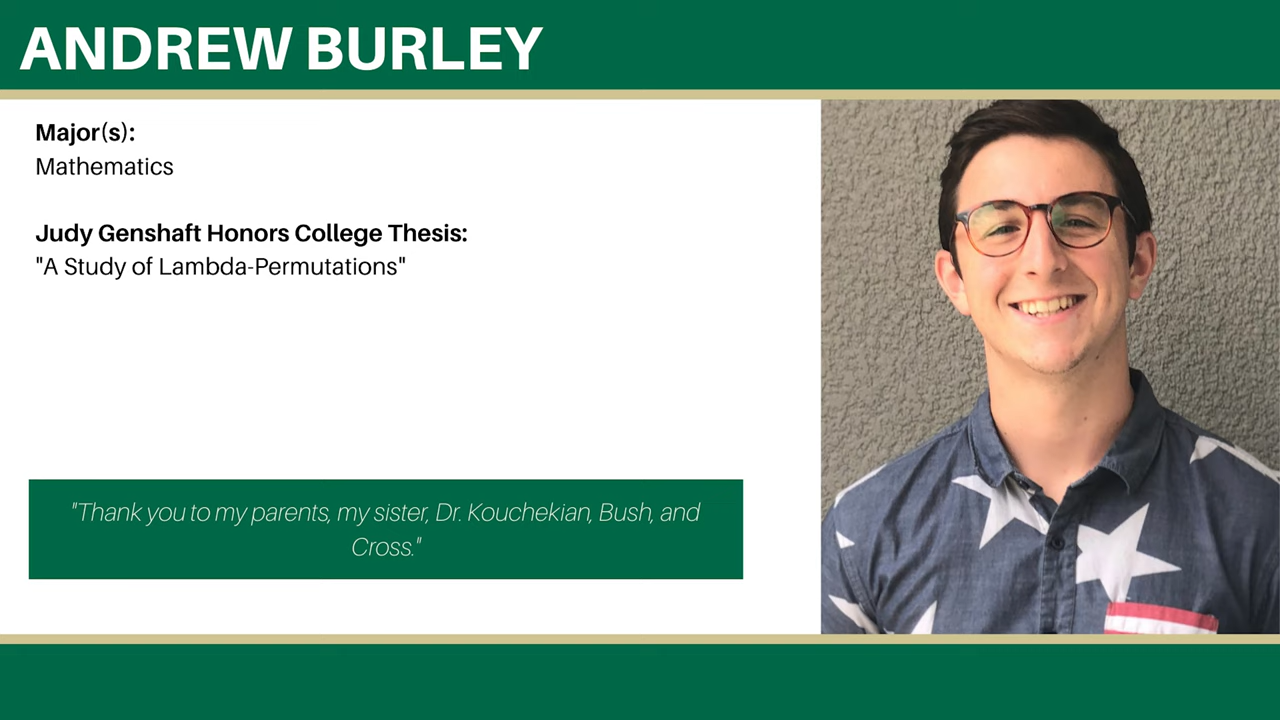 ANDREW BURLEY
Major(s):
Mathematics
Judy Genshaft Honors College Thesis:
"A Study of Lambda-Permutations"
"Thank you to my parents, my sister, Dr. Kouchekian, Bush, and
Cross."